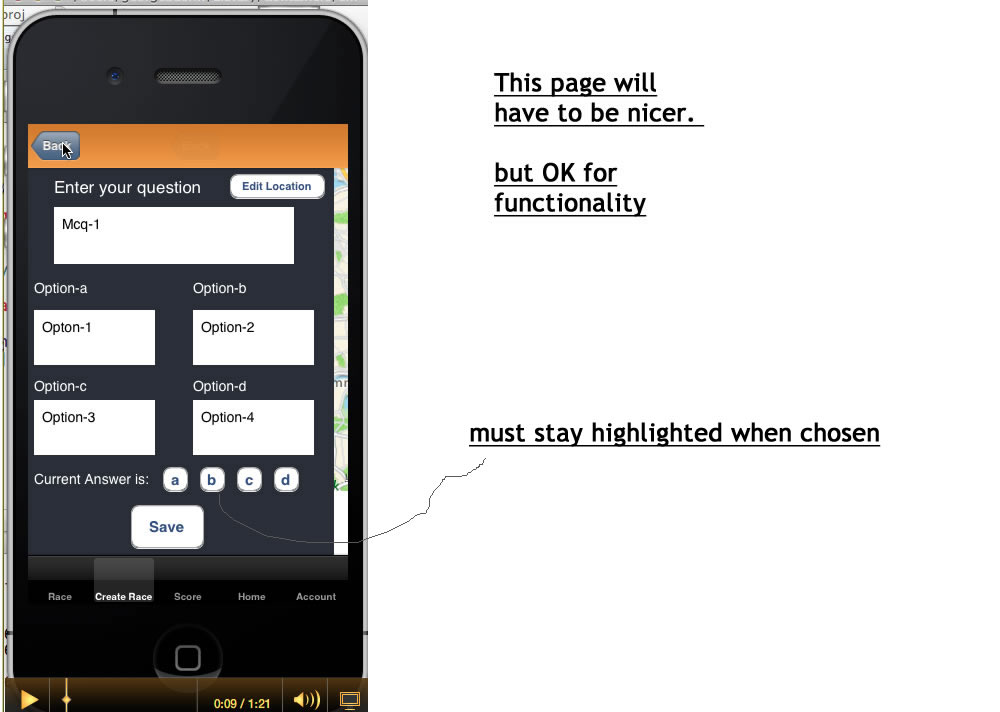 proj
This page will
have to be nicer.
but OK for
functionality
Back
Enter your question
Edit Location
Mcq-1
Option-a
Option-b
Opton-1
Option-2
Option-c
Option-d
Option-3
Option-4
must stay highlighted when chosen
Current Answer is:
a
b
c
d
Save
Race
Create Race
Score
Home
Account
0:09 / 1:21